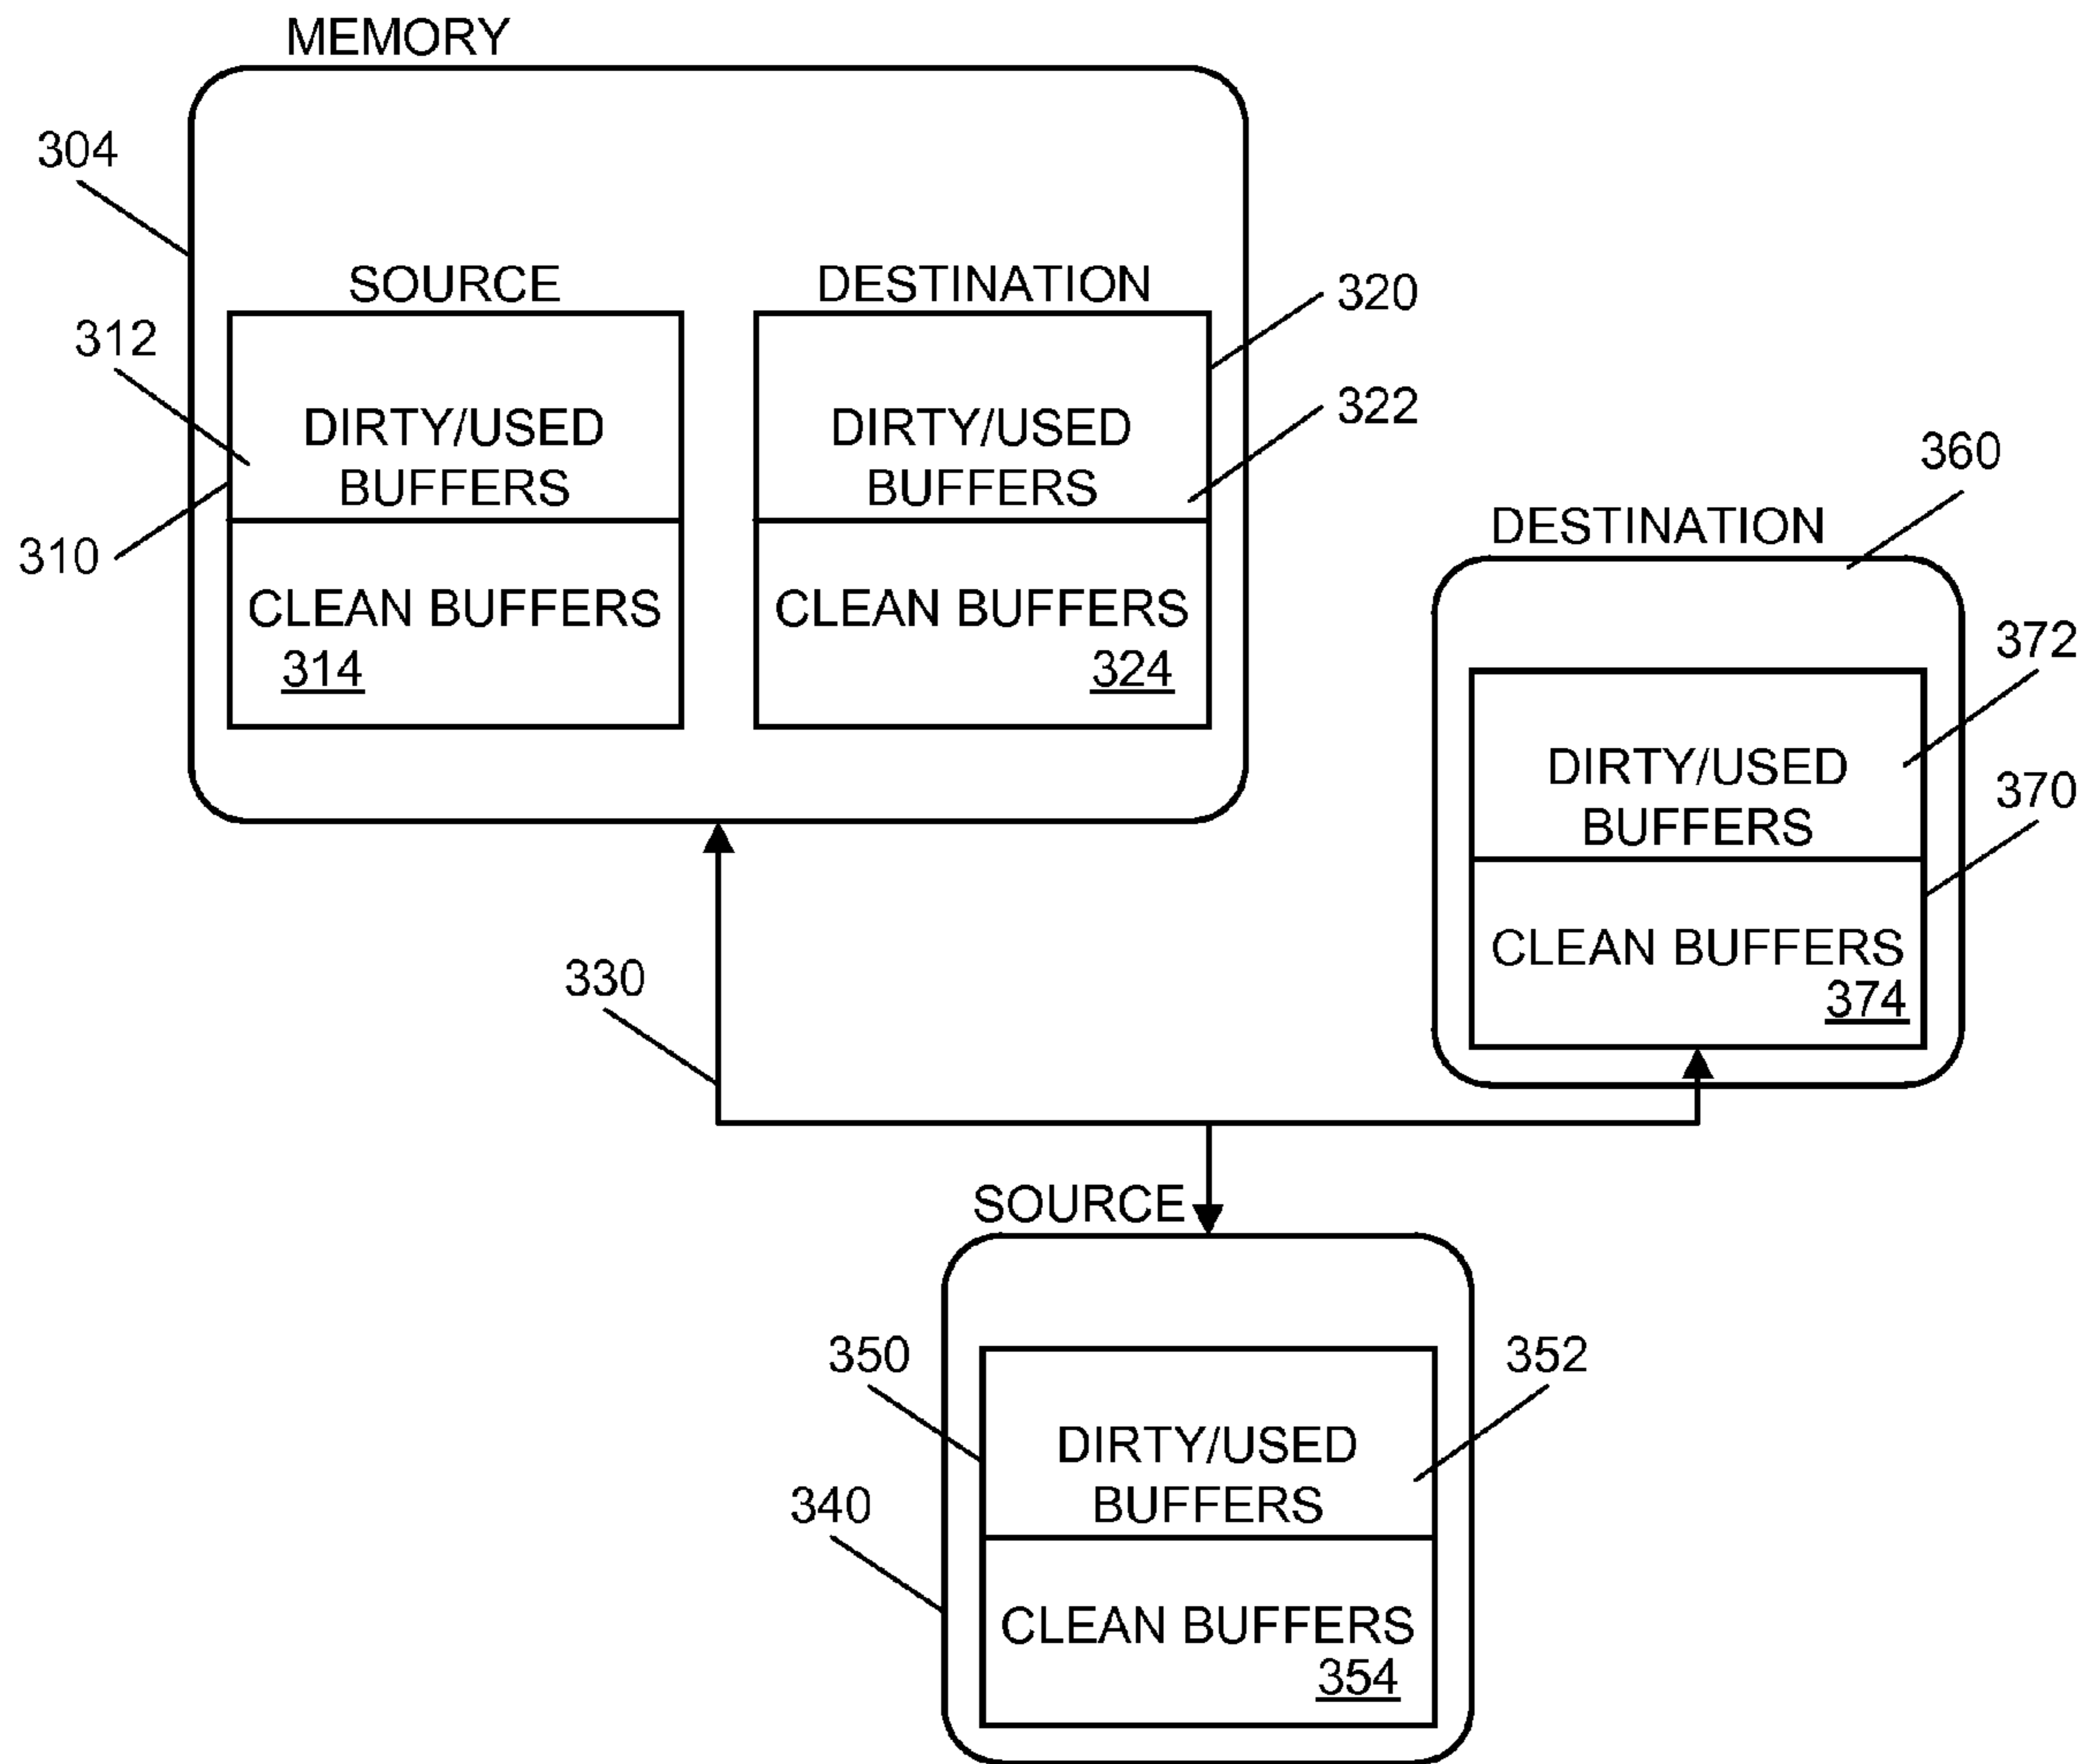 MEMORY
304
SOURCE
DESTINATION
320
312
322
DIRTY/USED
BUFFERS
DIRTY/USED
BUFFERS
310
CLEAN BUFFERS
314
CLEAN BUFFERS
324
360
DESTINATION
372
DIRTY/USED
BUFFERS
370
CLEAN BUFFERS
374
330
SOURCE
350
352
DIRTY/USED
BUFFERS
340
CLEAN BUFFERS
354